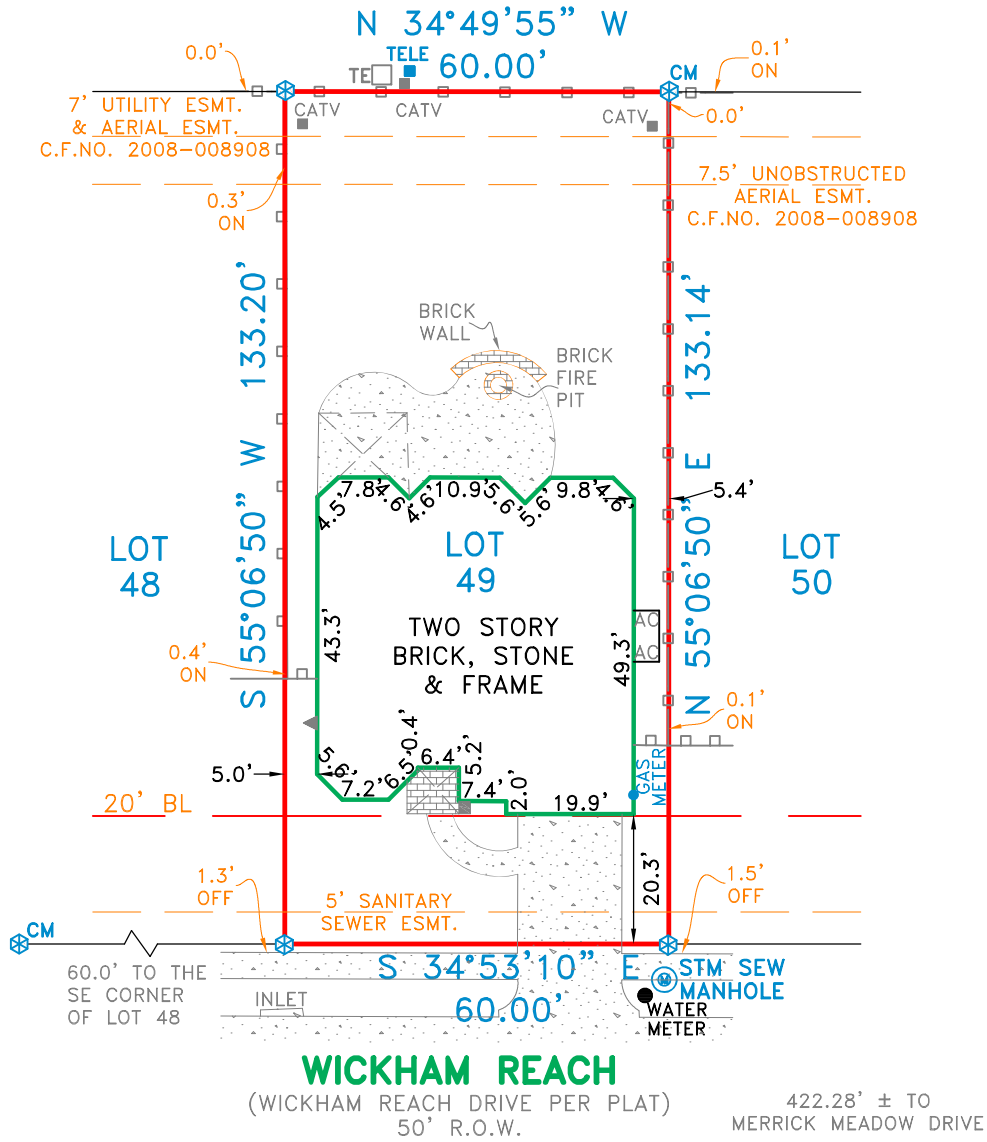 N 34°49'55" W
60.00'
0.0'
TELE
TE
CM
0.1'
ON
7' UTILITY ESMT.
& AERIAL ESMT.
C.F.NO. 2008-008908
CATV
CATV
CATV
0.0'
0.3'
ON
7.5' UNOBSTRUCTED
AERIAL ESMT.
C.F.NO. 2008-008908
S 55°06'50" W 133.20'
N 55°06'50" E 133.14'
BRICK
WALL
BRICK
FIRE
PIT
4.5'
7.8'
4.6'
4.6'
10.9'
5.6'
5.6'
9.8'
4.6'
5.4'
LOT
48
LOT
49
LOT
50
TWO STORY
BRICK, STONE
& FRAME
43.3'
49.3'
AC
AC
0.4'
ON
0.1'
ON
5.0'
5.6'
7.2'
6.5'
0.4'
6.4'
5.2'
7.4'
2.0'
19.9'
GAS
METER
20' BL
20.3'
1.3'
OFF
5' SANITARY
SEWER ESMT.
1.5'
OFF
CM
60.0' TO THE
SE CORNER
OF LOT 48
INLET
S 34°53'10" E
60.00'
STM SEW
MANHOLE
M
WATER
METER
WICKHAM REACH
(WICKHAM REACH DRIVE PER PLAT)
50' R.O.W.
422.28' ± TO
MERRICK MEADOW DRIVE